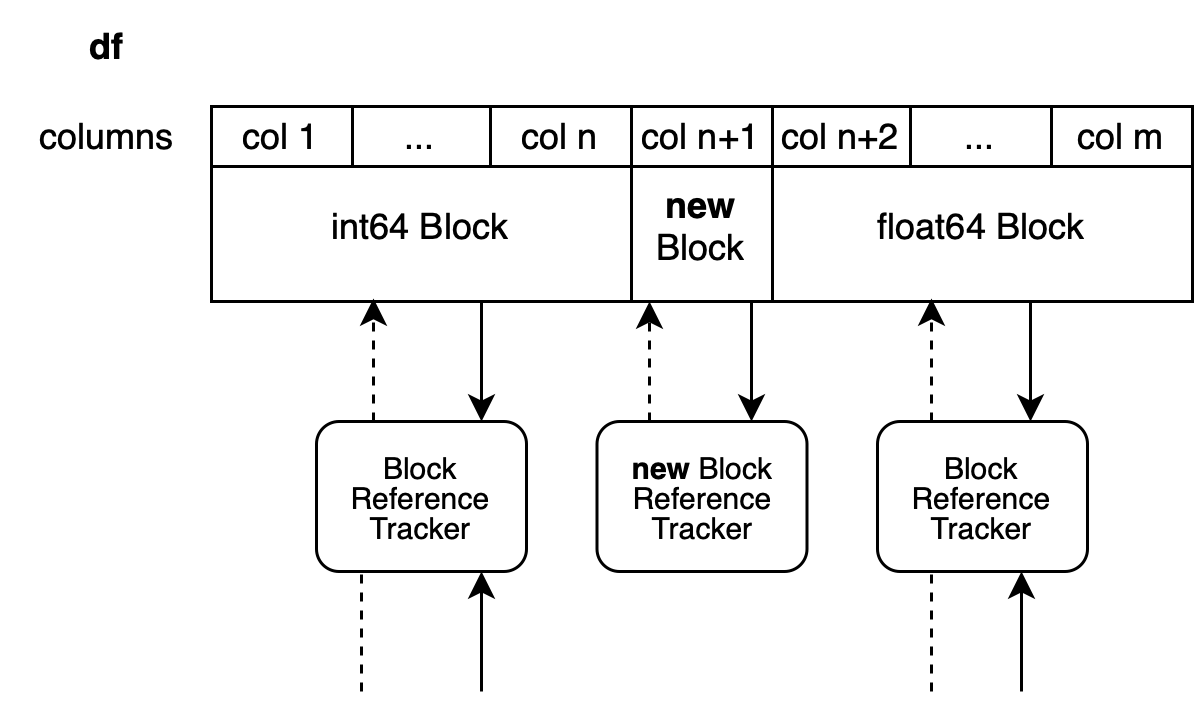 df
columns
col 1
...
col n
col n+1
col n+2
...
col m
int64 Block
new
Block
float64 Block
Block
Reference
Tracker
new Block
Reference
Tracker
Block
Reference
Tracker